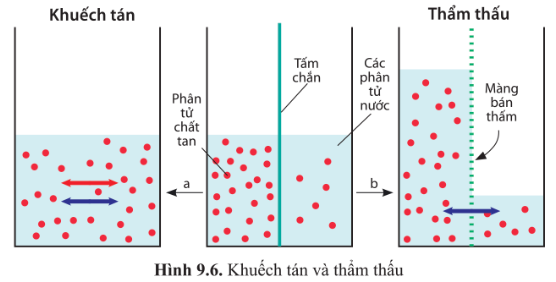 Khuếch tán
Thẩm thấu
Tấm
chắn
Các
phân
tử
nước
Phân
tử chất
tan
Màng
bán
thấm
a
b
Hình 9.6. Khuếch tán và thẩm thấu